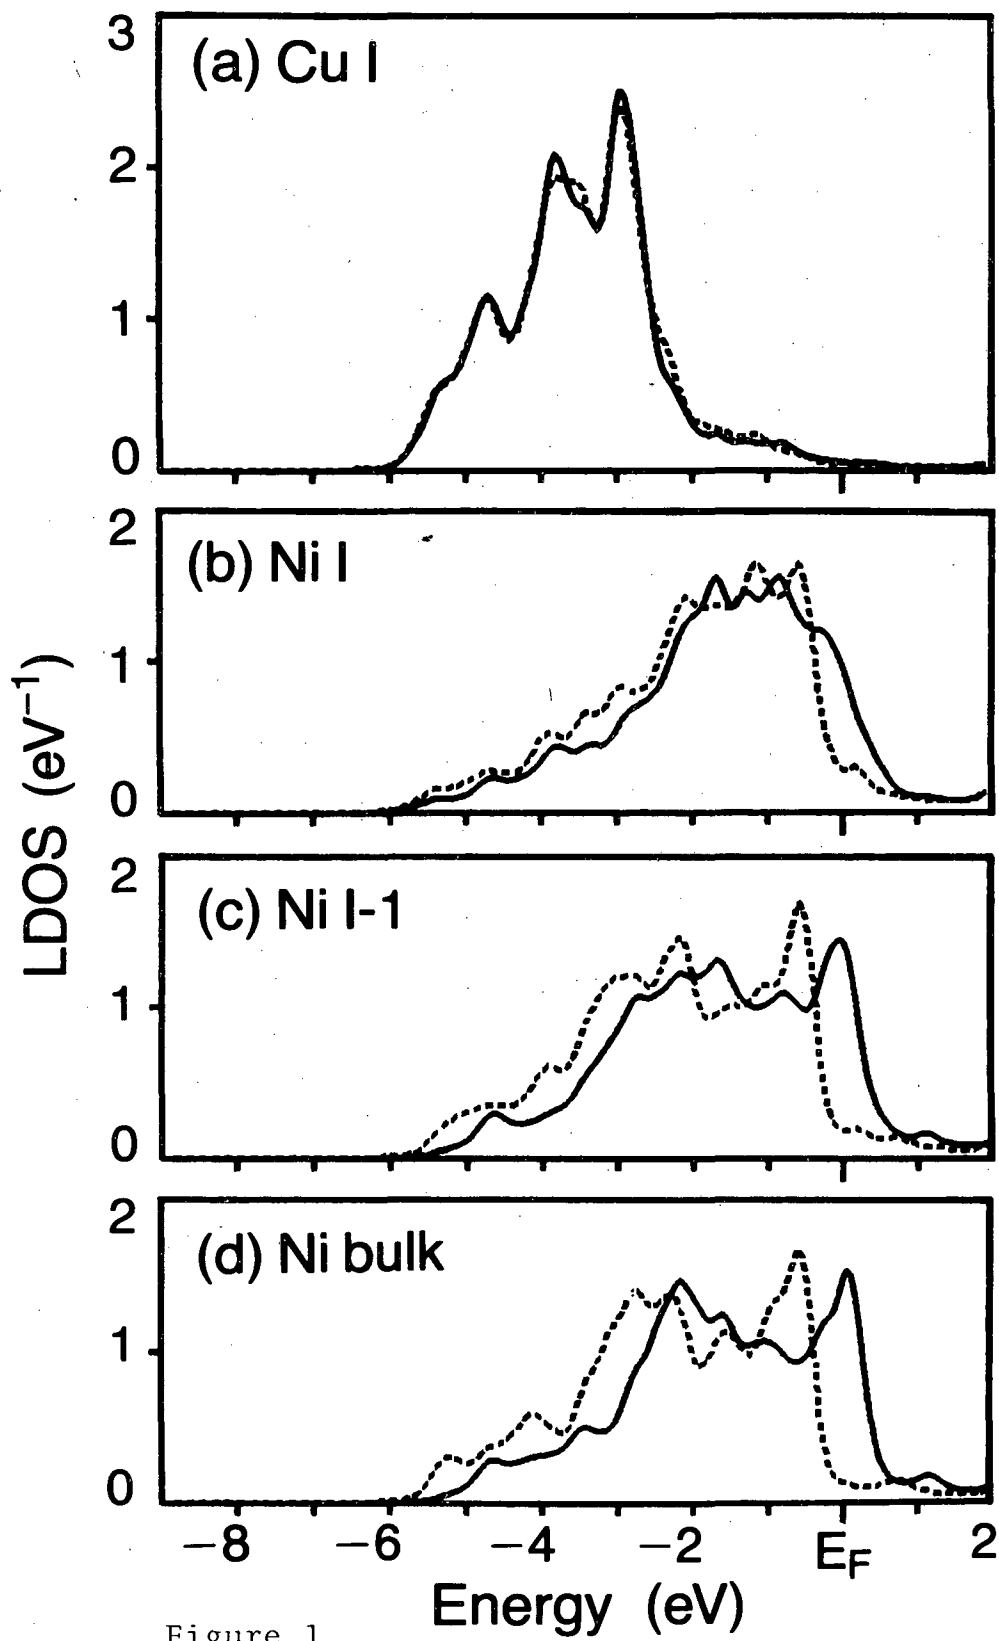 3
(a) Cu I
2
1
0
2
(b) Ni I
1
0
LDOS (eV⁻¹)
2
(c) Ni I-1
1
0
2
(d) Ni bulk
1
0
−8 −6 −4 −2 E_F 2
Energy (eV)
Figure 1